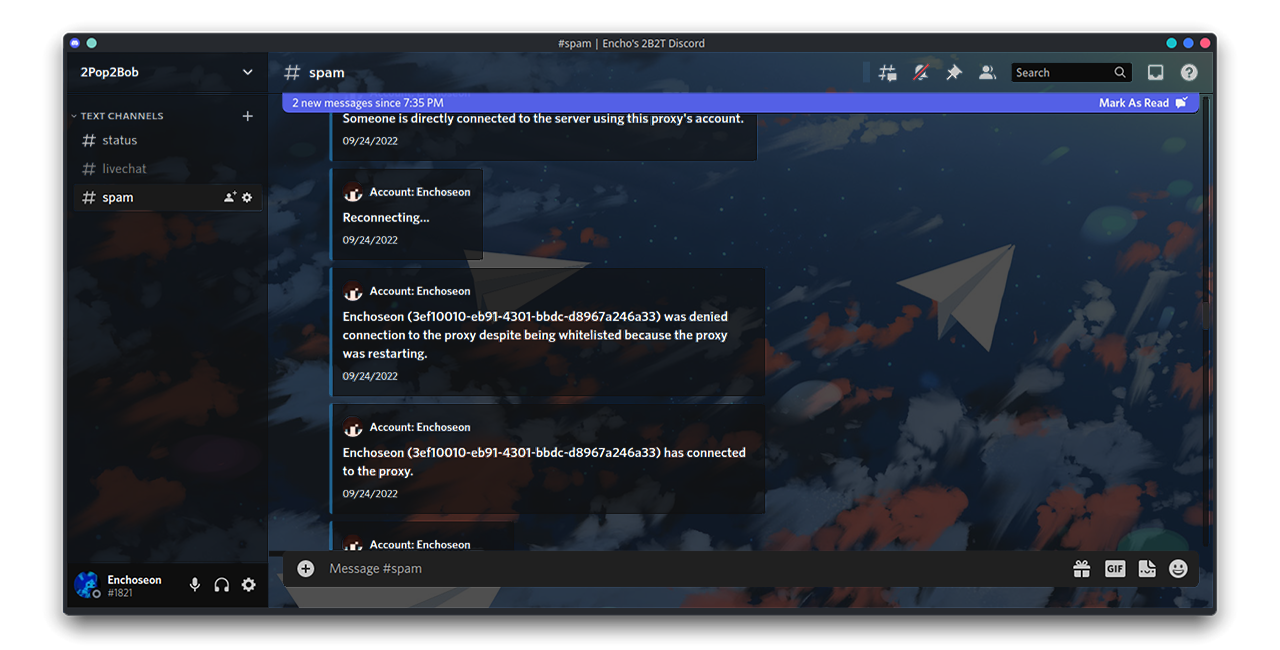 #spam | Encho's 2B2T Discord
2Pop2Bob
TEXT CHANNELS
status
livechat
spam
Enchoseon
#1821
spam
Search
2 new messages since 7:35 PM
Mark As Read
Someone is directly connected to the server using this proxy's account.
09/24/2022
Account: Enchoseon
Reconnecting...
09/24/2022
Account: Enchoseon
Enchoseon (3ef10010-eb91-4301-bbdc-d8967a246a33) was denied
connection to the proxy despite being whitelisted because the proxy
was restarting.
09/24/2022
Account: Enchoseon
Enchoseon (3ef10010-eb91-4301-bbdc-d8967a246a33) has connected
to the proxy.
09/24/2022
Account: Enchoseon
Message #spam
GIF